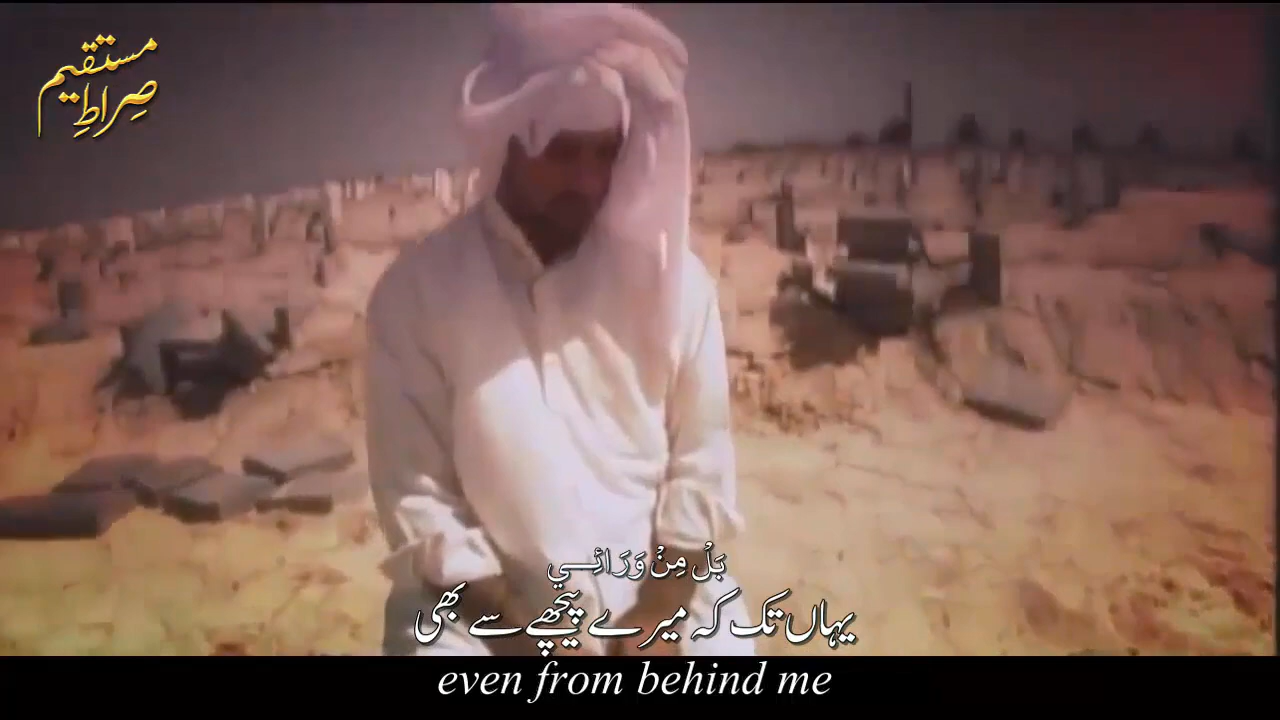 صِراطِ مستقیم
بَلْ مِنْ وَرَائِي
یہاں تک کہ میرے پیچھے سے بھی
even from behind me